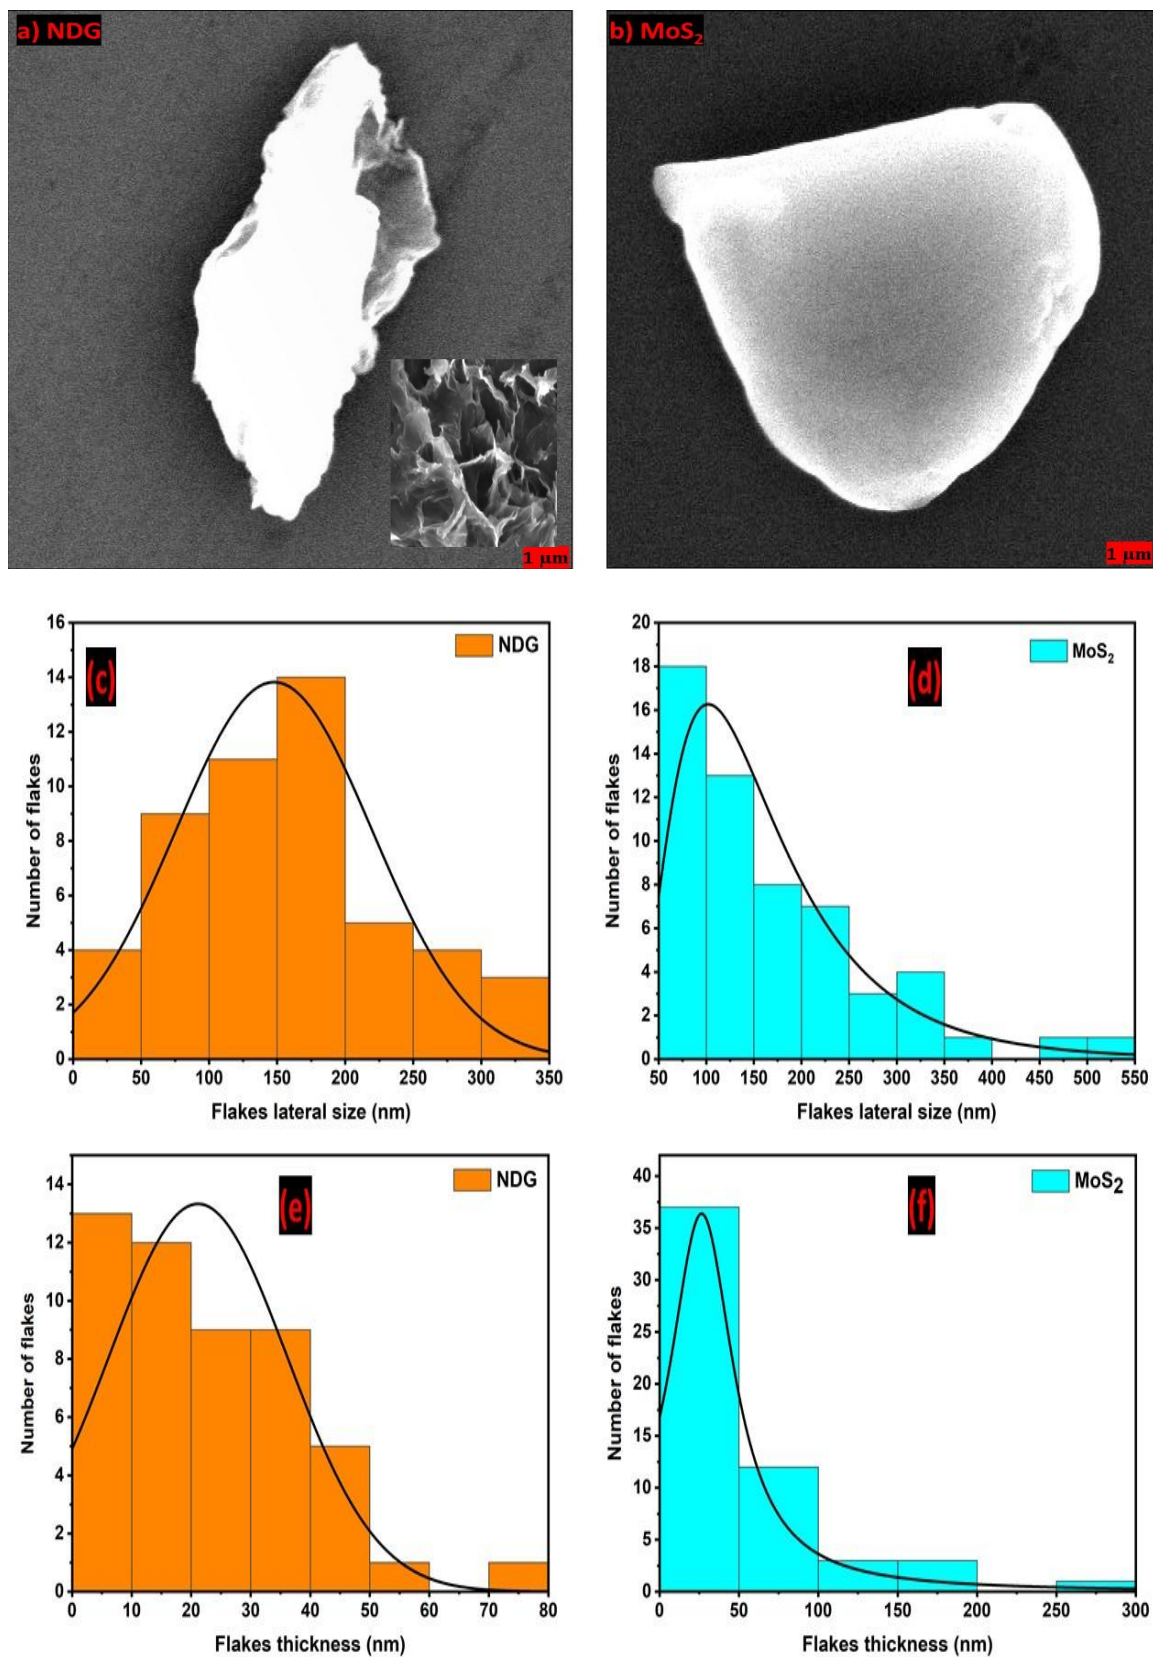 a) NDG
b) MoS₂
1 μm
1 μm
(c)
NDG
16
14
12
10
8
6
4
2
0
Number of flakes
0 50 100 150 200 250 300 350
Flakes lateral size (nm)
(d)
MoS₂
20
18
16
14
12
10
8
6
4
2
0
Number of flakes
50 100 150 200 250 300 350 400 450 500 550
Flakes lateral size (nm)
(e)
NDG
14
12
10
8
6
4
2
0
Number of flakes
0 10 20 30 40 50 60 70 80
Flakes thickness (nm)
(f)
MoS2
40
35
30
25
20
15
10
5
0
Number of flakes
0 50 100 150 200 250 300
Flakes thickness (nm)